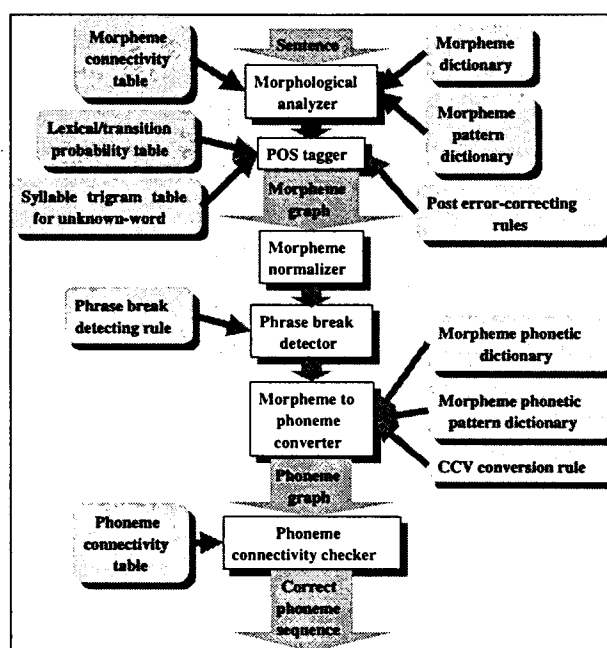 Morpheme
connectivity
table
Sentence
Morphological
analyzer
Morpheme
dictionary
Morpheme
pattern
dictionary
Lexical/transition
probability table
POS tagger
Syllable trigram table
for unknown-word
Morpheme
graph
Post error-correcting
rules
Morpheme
normalizer
Phrase break
detecting rule
Phrase break
detector
Morpheme phonetic
dictionary
Morpheme to
phoneme
converter
Morpheme phonetic
pattern dictionary
CCV conversion rule
Phoneme
graph
Phoneme
connectivity
table
Phoneme
connectivity checker
Correct
phoneme
sequence